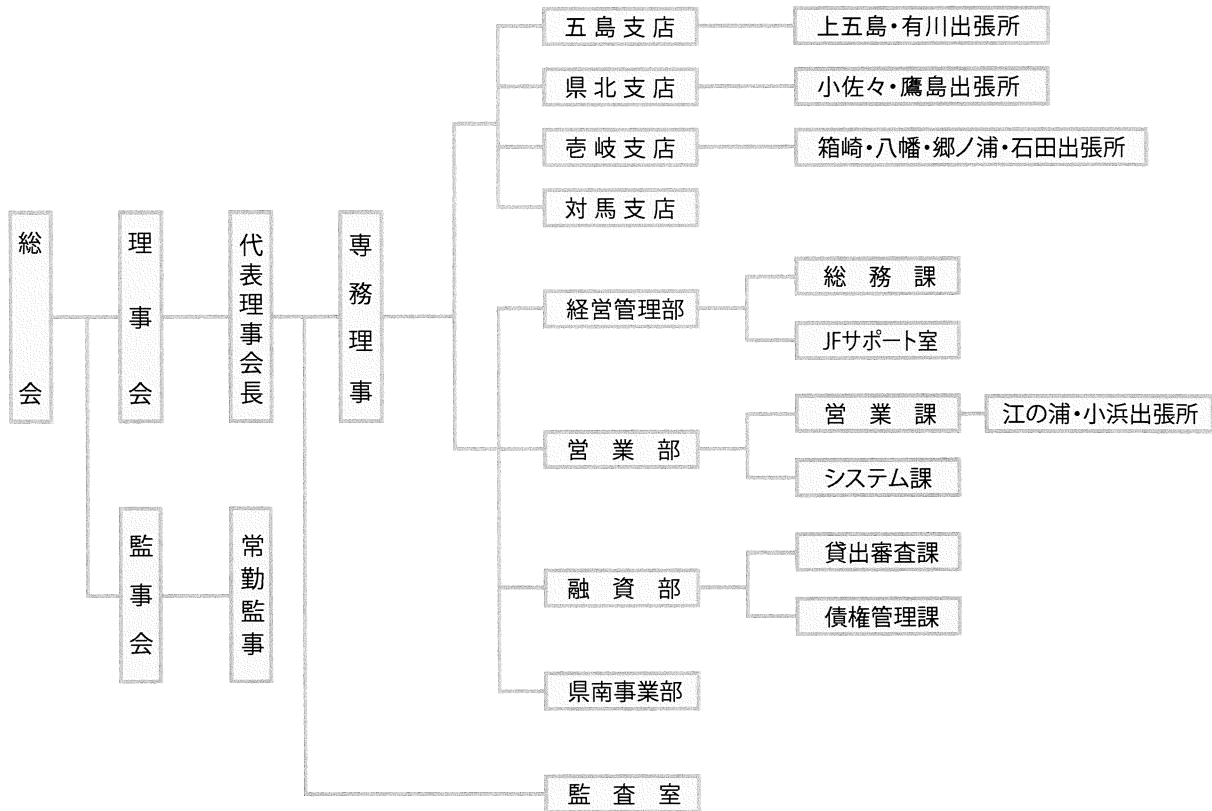 総会
理事会
代表理事会長
専務理事
監事会
常勤監事
五島支店
上五島・有川出張所
県北支店
小佐々・鷹島出張所
壱岐支店
箱崎・八幡・郷ノ浦・石田出張所
対馬支店
経営管理部
総務課
JFサポート室
営業部
営業課
江の浦・小浜出張所
システム課
融資部
貸出審査課
債権管理課
県南事業部
監査室